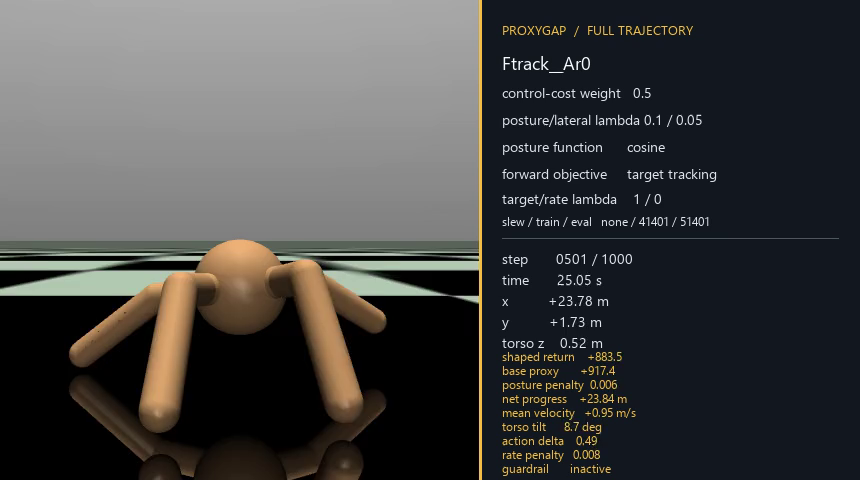 PROXYGAP / FULL TRAJECTORY
Ftrack__Ar0
control-cost weight 0.5
posture/lateral lambda 0.1 / 0.05
posture function cosine
forward objective target tracking
target/rate lambda 1 / 0
slew / train / eval none / 41401 / 51401
step 0501 / 1000
time 25.05 s
x +23.78 m
y +1.73 m
torso z 0.52 m
shaped return +883.5
base proxy +917.4
posture penalty 0.006
net progress +23.84 m
mean velocity +0.95 m/s
torso tilt 8.7 deg
action delta 0.49
rate penalty 0.008
guardrail inactive